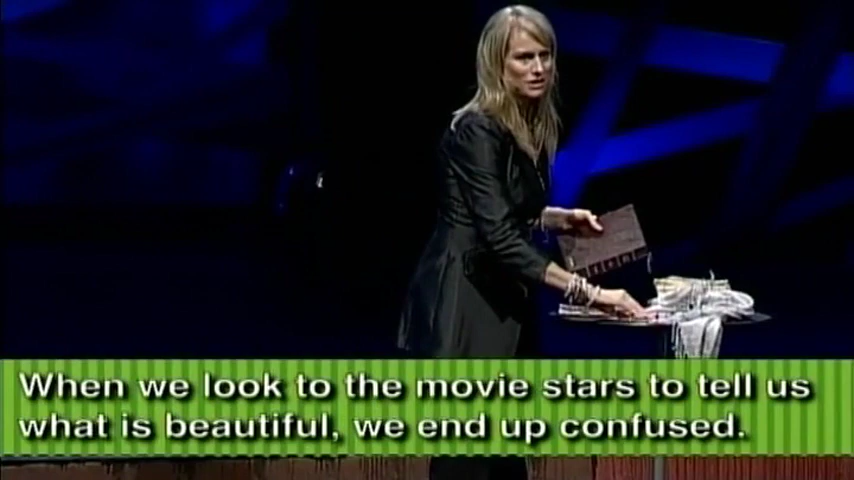 When we look to the movie stars to tell us
what is beautiful, we end up confused.